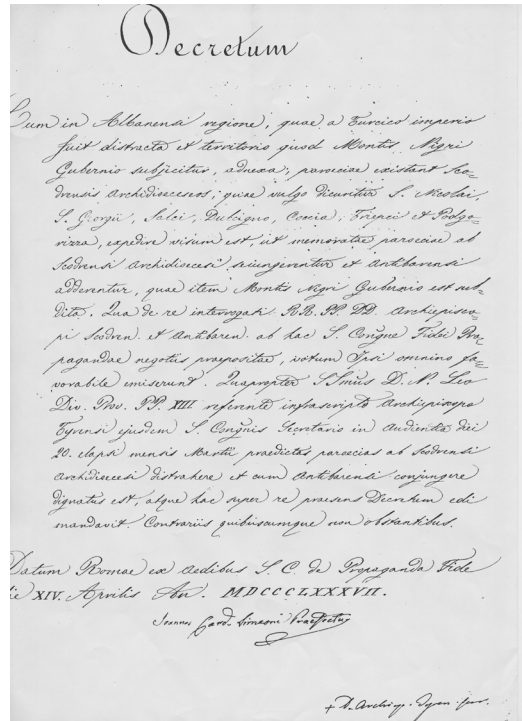 Decretum
Cum in Albanensi regione, quae a Turcico imperio
fuit distracta et territorio quod Montis Nigri
Gubernio subjicitur, adnexa, paroeciae existant Sco-
drensis Archidioeceseos, quae vulgo dicuntur S. Nicolai,
S. Georgii, Salci, Dulcigno, Coccia, Trepci et Podgo-
rizza, expedire visum est, ut memoratae paroeciae ab
Scodrensi Archidioecesi seiungerentur et Antibarensi
adderentur, quae item Montis Nigri Gubernio est sub-
dita. Qua de re interrogati RR. PP. DD. Archiepisco-
pi Scodren. et Antibaren. ab hac S. Congne Fidei Pro-
pagandae negotiis praeposita, votum Ipsi omnino fa-
vorabile emiserunt. Quapropter SSmus D. N. Leo
Div. Prov. PP. XIII referente infrascripto Archiepiscopo
Tyrensi ejusdem S. Congnis Secretario in Audientia diei
20. elapsi mensis Martii praedictas paroecias ab Scodrensi
Archidioecesi distrahere et cum Antibarensi conjungere
dignatus est, atque hac super re praesens Decretum edi
mandavit. Contrariis quibuscumque non obstantibus.
Datum Romae ex Aedibus S. C. de Propaganda Fide
die XIV. Aprilis An. MDCCCLXXXVII.
Joannes Card. Simeoni Praefectus
+ D. Archiep. Tyren.